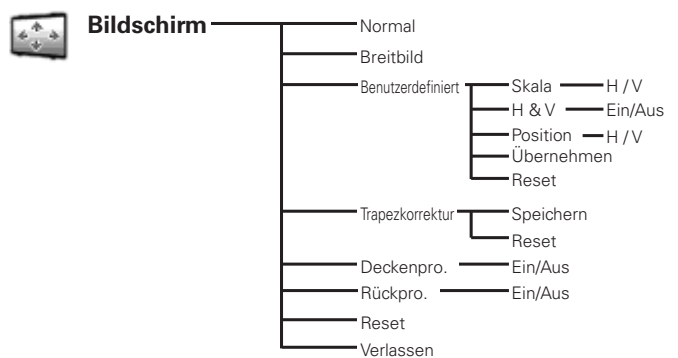 Bildschirm
Normal
Breitbild
Benutzerdefiniert
Skala
H / V
H & V
Ein/Aus
Position
H / V
Übernehmen
Reset
Trapezkorrektur
Speichern
Reset
Deckenpro.
Ein/Aus
Rückpro.
Ein/Aus
Reset
Verlassen